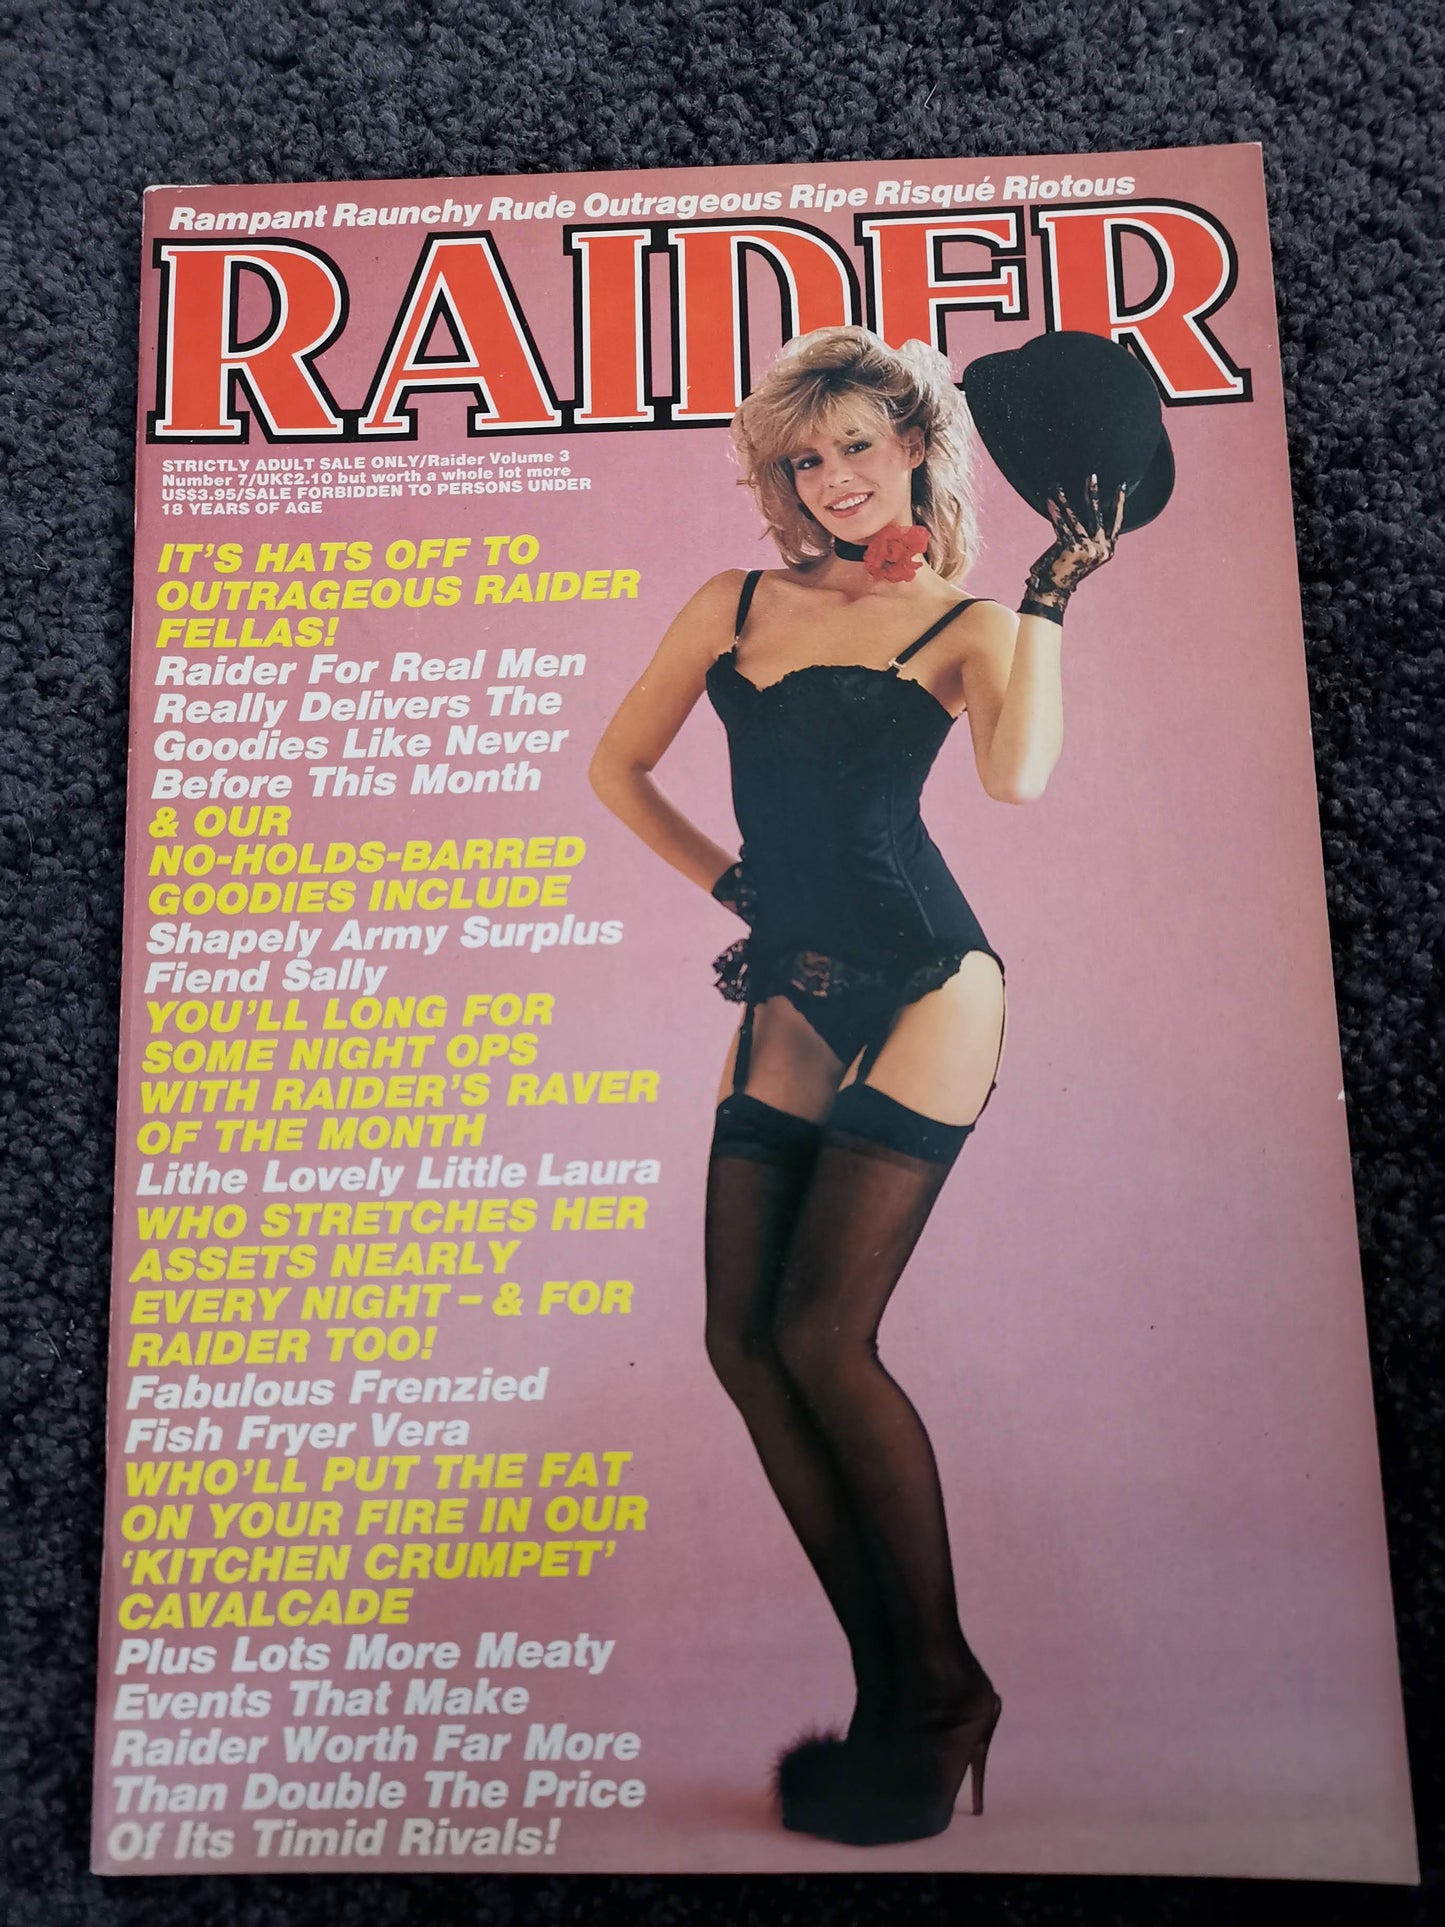 Rampant Raunchy Rude Outrageous Ripe Risqué Riotous
RAIDER
STRICTLY ADULT SALE ONLY/Raider Volume 3
Number 7/UK£2.10 but worth a whole lot more
US$3.95/SALE FORBIDDEN TO PERSONS UNDER
18 YEARS OF AGE
IT'S HATS OFF TO
OUTRAGEOUS RAIDER
FELLAS!
Raider For Real Men
Really Delivers The
Goodies Like Never
Before This Month
& OUR
NO-HOLDS-BARRED
GOODIES INCLUDE
Shapely Army Surplus
Fiend Sally
YOU'LL LONG FOR
SOME NIGHT OPS
WITH RAIDER'S RAVER
OF THE MONTH
Lithe Lovely Little Laura
WHO STRETCHES HER
ASSETS NEARLY
EVERY NIGHT – & FOR
RAIDER TOO!
Fabulous Frenzied
Fish Fryer Vera
WHO'LL PUT THE FAT
ON YOUR FIRE IN OUR
'KITCHEN CRUMPET'
CAVALCADE
Plus Lots More Meaty
Events That Make
Raider Worth Far More
Than Double The Price
Of Its Timid Rivals!